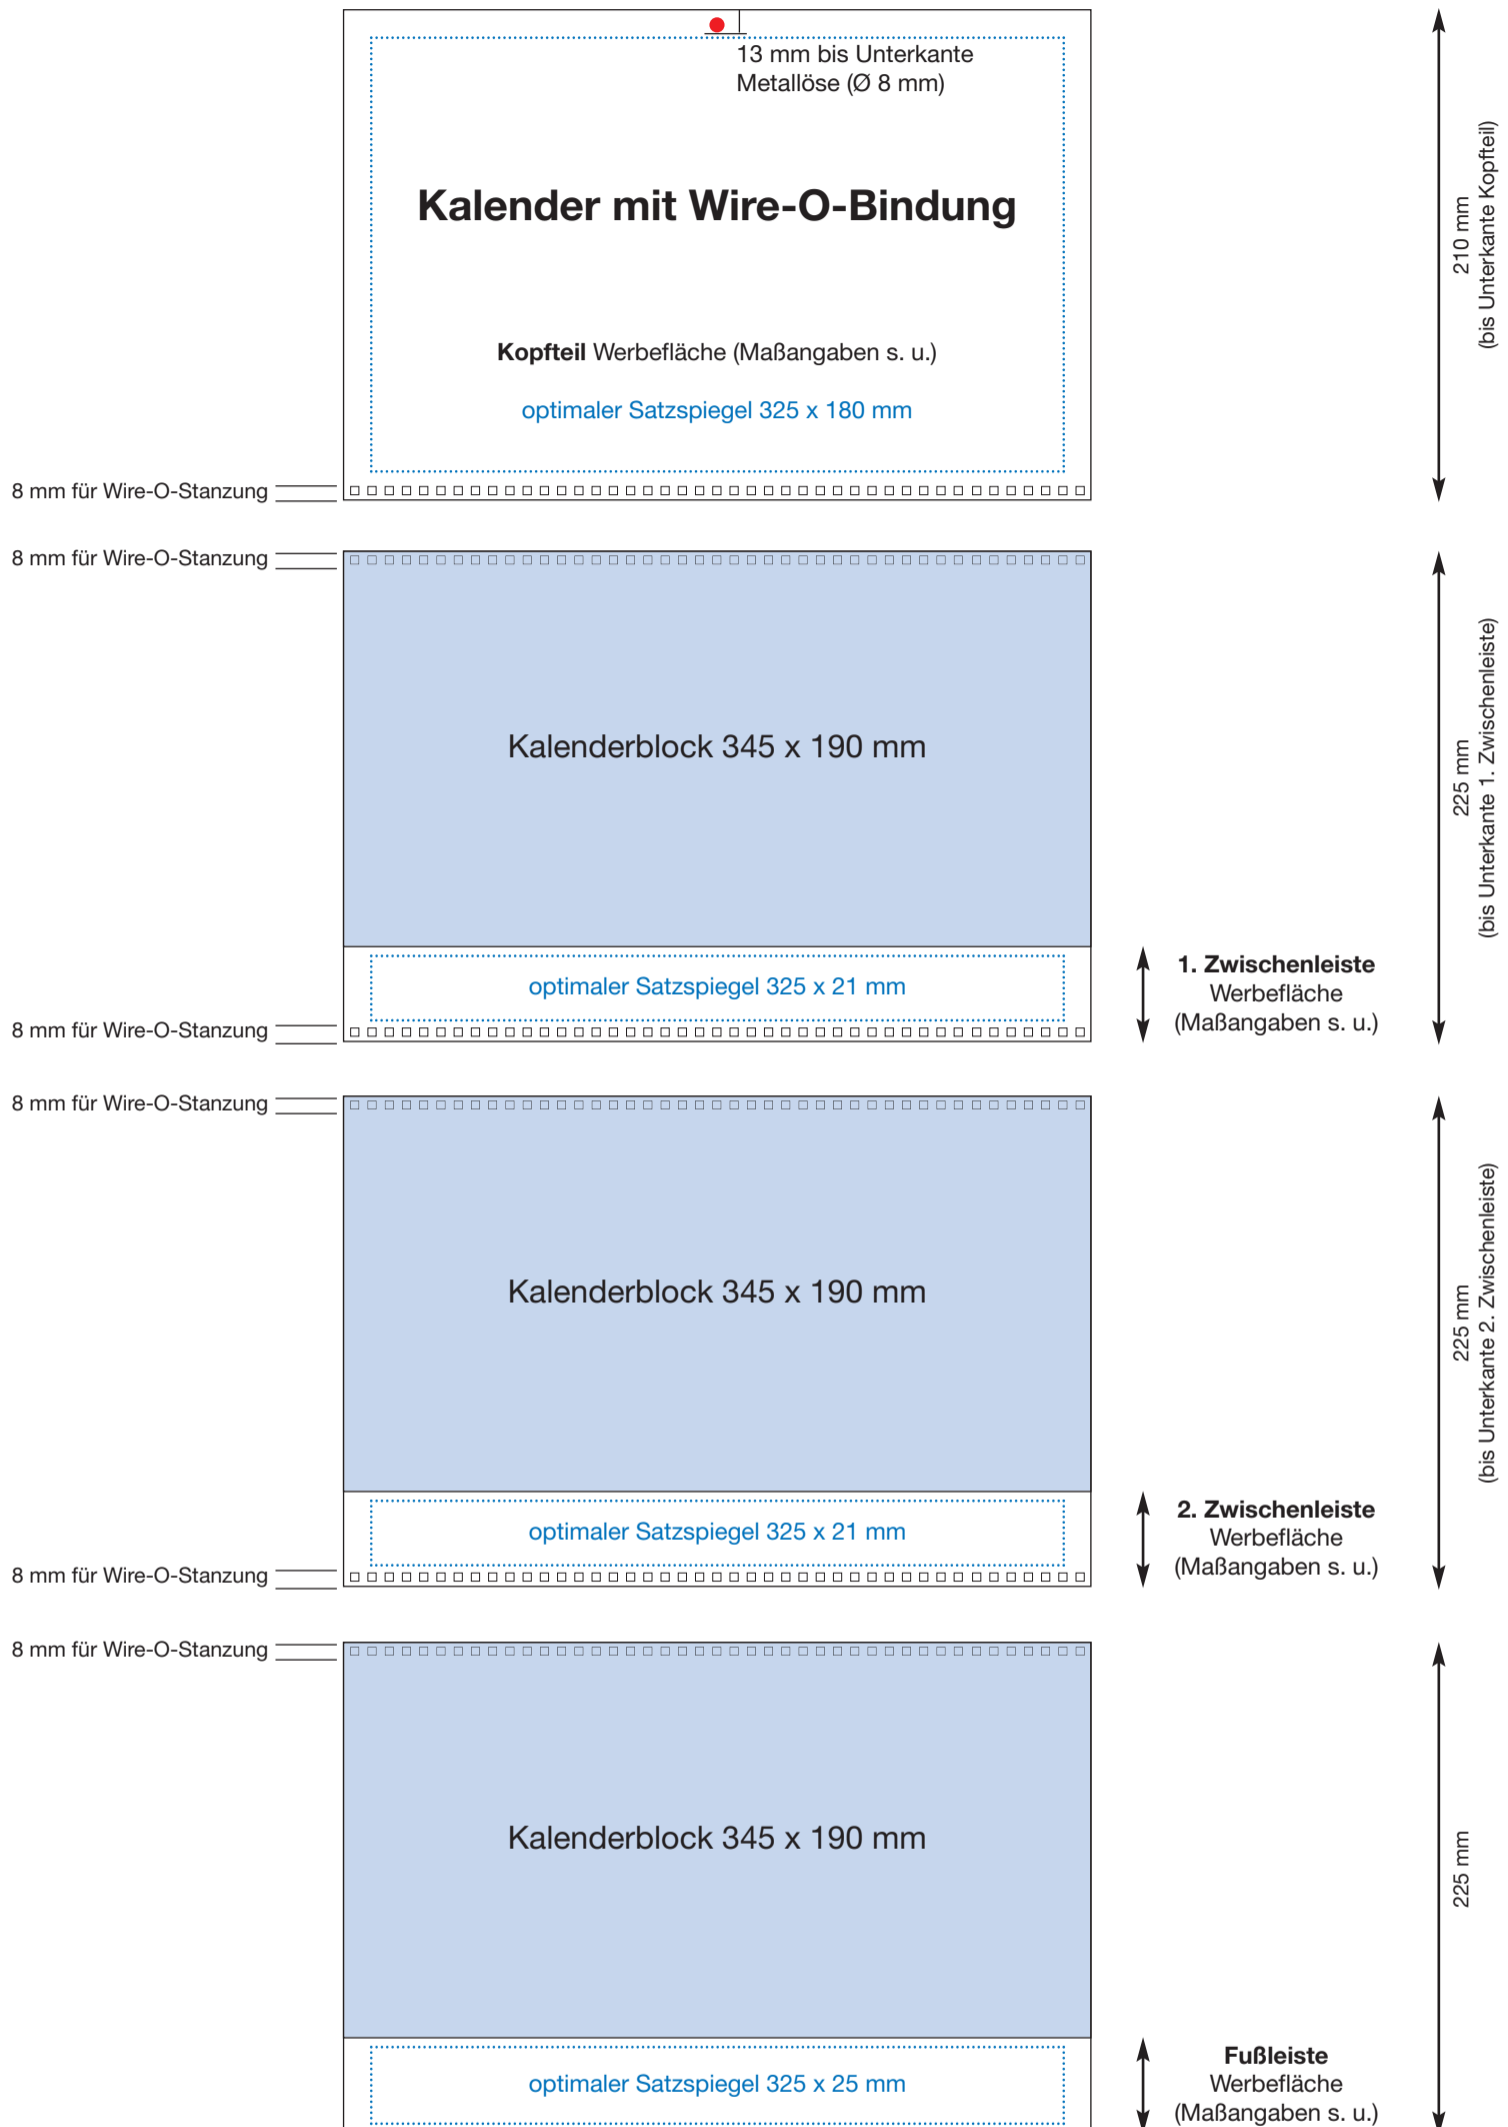 13 mm bis Unterkante
Metallöse (Ø 8 mm)
Kalender mit Wire-O-Bindung
Kopfteil Werbefläche (Maßangaben s. u.)
optimaler Satzspiegel 325 x 180 mm
8 mm für Wire-O-Stanzung
210 mm
(bis Unterkante Kopfteil)
8 mm für Wire-O-Stanzung
Kalenderblock 345 x 190 mm
optimaler Satzspiegel 325 x 21 mm
8 mm für Wire-O-Stanzung
1. Zwischenleiste
Werbefläche
(Maßangaben s. u.)
225 mm
(bis Unterkante 1. Zwischenleiste)
8 mm für Wire-O-Stanzung
Kalenderblock 345 x 190 mm
optimaler Satzspiegel 325 x 21 mm
8 mm für Wire-O-Stanzung
2. Zwischenleiste
Werbefläche
(Maßangaben s. u.)
225 mm
(bis Unterkante 2. Zwischenleiste)
8 mm für Wire-O-Stanzung
Kalenderblock 345 x 190 mm
optimaler Satzspiegel 325 x 25 mm
Fußleiste
Werbefläche
(Maßangaben s. u.)
225 mm